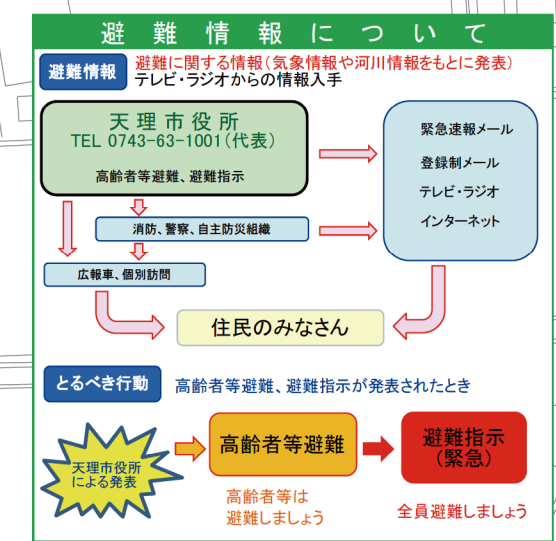 避難情報について
避難情報
避難に関する情報(気象情報や河川情報をもとに発表)
テレビ・ラジオからの情報入手
天理市役所
TEL 0743-63-1001(代表)
高齢者等避難、避難指示
緊急速報メール
登録制メール
テレビ・ラジオ
インターネット
消防、警察、自主防災組織
広報車、個別訪問
住民のみなさん
とるべき行動
高齢者等避難、避難指示が発表されたとき
天理市役所
による発表
高齢者等避難
避難指示
(緊急)
高齢者等は
避難しましょう
全員避難しましょう